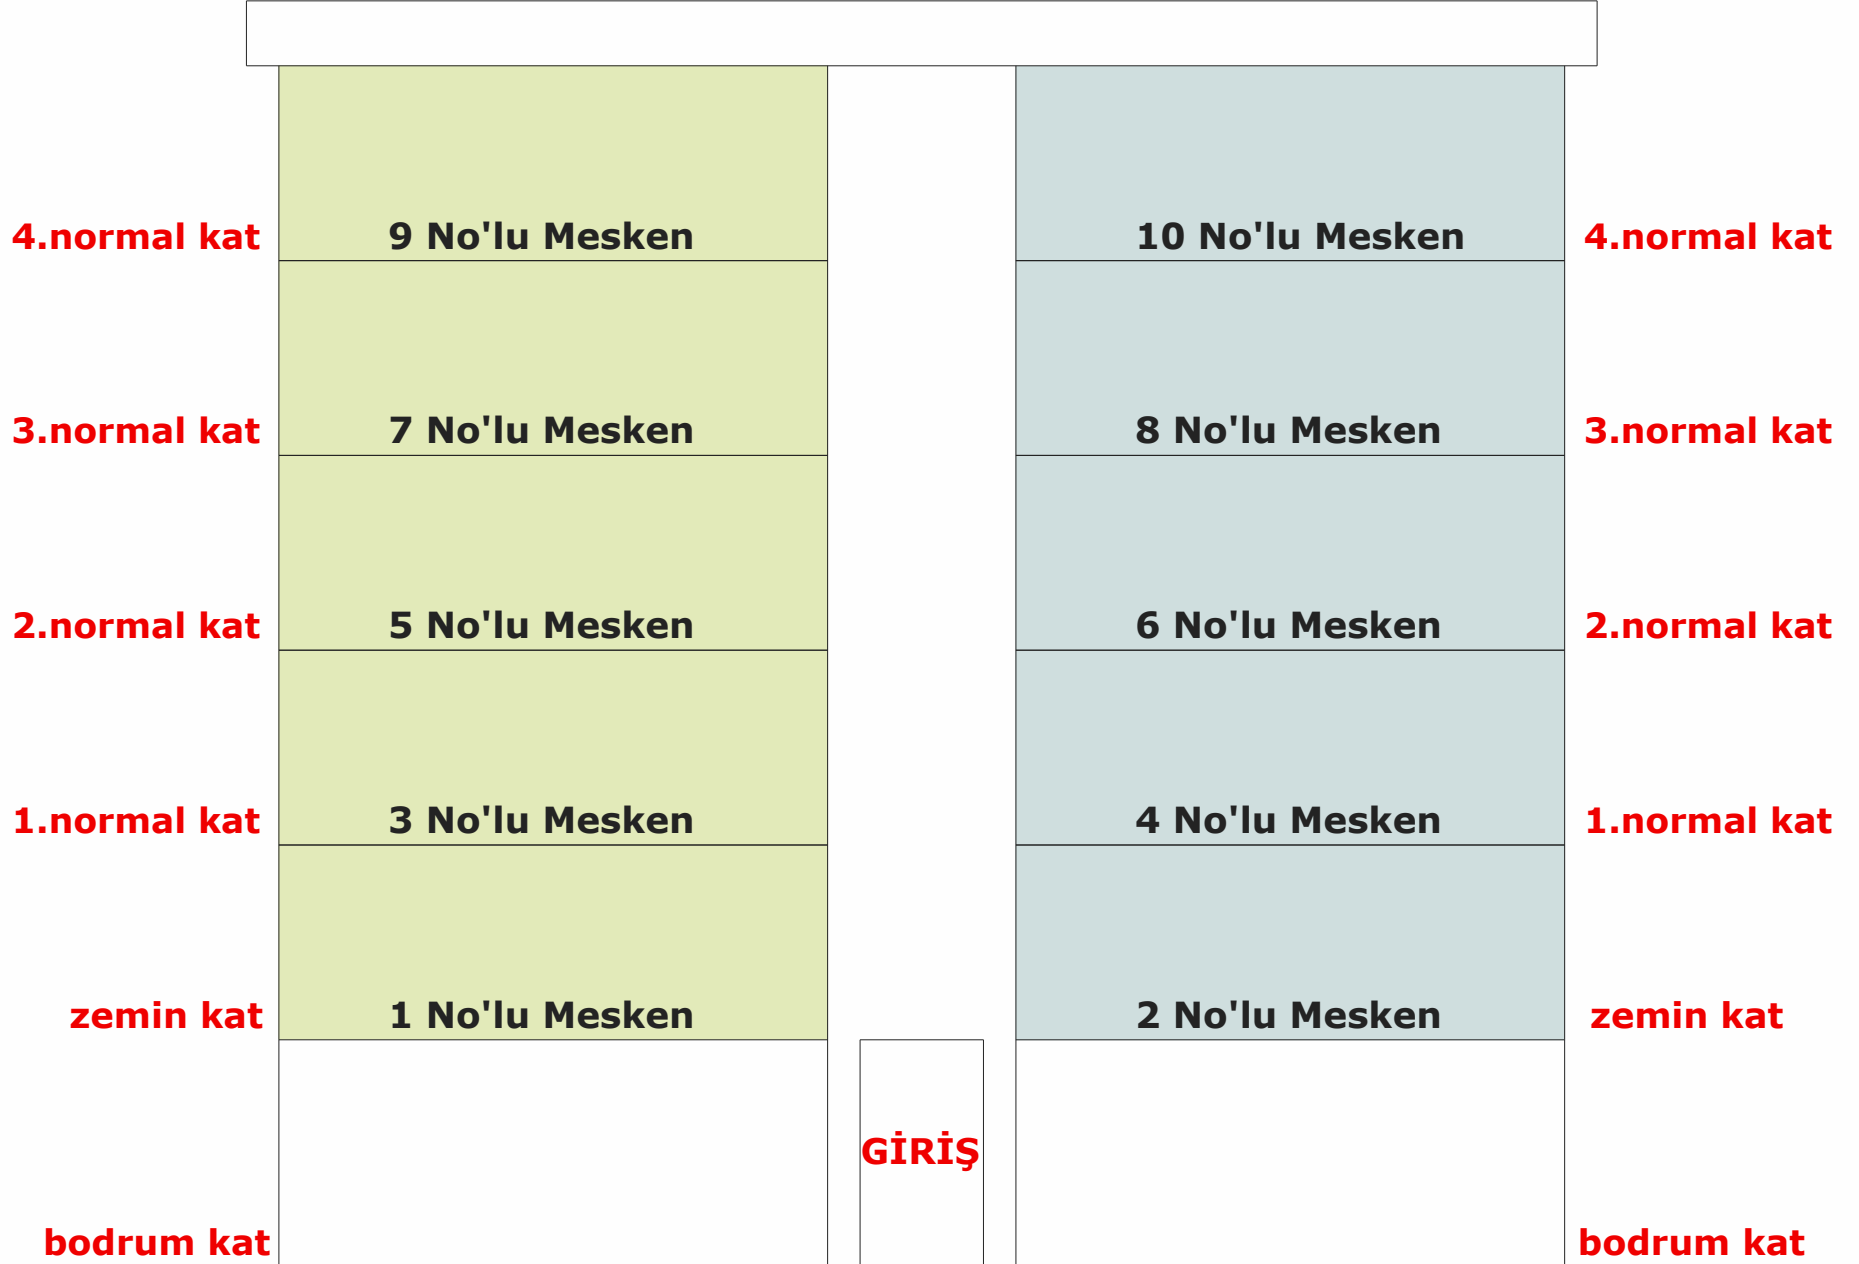 4.normal kat 9 No'lu Mesken 10 No'lu Mesken 4.normal kat
3.normal kat 7 No'lu Mesken 8 No'lu Mesken 3.normal kat
2.normal kat 5 No'lu Mesken 6 No'lu Mesken 2.normal kat
1.normal kat 3 No'lu Mesken 4 No'lu Mesken 1.normal kat
zemin kat 1 No'lu Mesken 2 No'lu Mesken zemin kat
GİRİŞ
bodrum kat bodrum kat